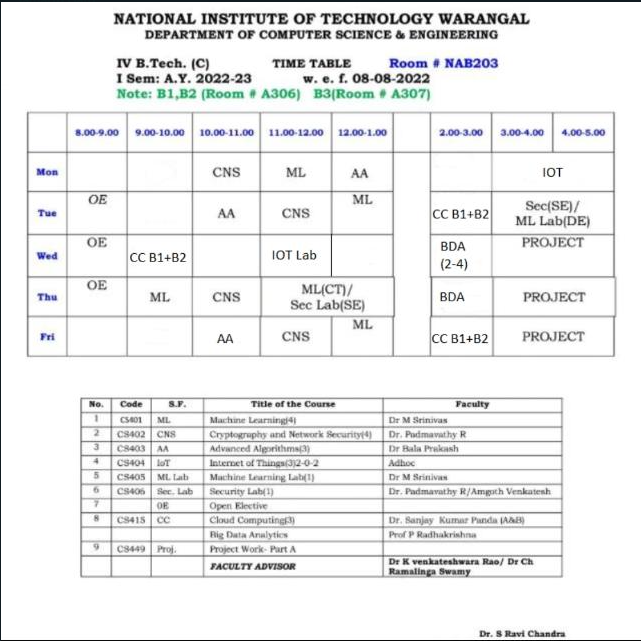 NATIONAL INSTITUTE OF TECHNOLOGY WARANGAL
DEPARTMENT OF COMPUTER SCIENCE & ENGINEERING
IV B.Tech. (C) TIME TABLE Room # NAB203
I Sem: A.Y. 2022-23 w. e. f. 08-08-2022
Note: B1,B2 (Room # A306) B3(Room # A307)
8.00-9.00 9.00-10.00 10.00-11.00 11.00-12.00 12.00-1.00 2.00-3.00 3.00-4.00 4.00-5.00
Mon CNS ML AA IOT
Tue OE AA CNS ML CC B1+B2 Sec(SE)/
ML Lab(DE)
Wed OE CC B1+B2 IOT Lab BDA PROJECT
(2-4)
Thu OE ML CNS ML(CT)/ BDA PROJECT
Sec Lab(SE)
Fri AA CNS ML CC B1+B2 PROJECT
No. Code S.F. Title of the Course Faculty
1 CS401 ML Machine Learning(4) Dr M Srinivas
2 CS402 CNS Cryptography and Network Security(4) Dr. Padmavathy R
3 CS403 AA Advanced Algorithms(3) Dr Bala Prakash
4 CS404 IoT Internet of Things(3)2-0-2 Adhoc
5 CS405 ML Lab Machine Learning Lab(1) Dr M Srinivas
6 CS406 Sec. Lab Security Lab(1) Dr. Padmavathy R/Amgoth Venkatesh
7 OE Open Elective
8 CS415 CC Cloud Computing(3) Dr. Sanjay Kumar Panda (A&B)
Big Data Analytics Prof P Radhakrishna
9 CS449 Proj. Project Work- Part A
FACULTY ADVISOR Dr K venkateshwara Rao/ Dr Ch
Ramalinga Swamy
Dr. S Ravi Chandra